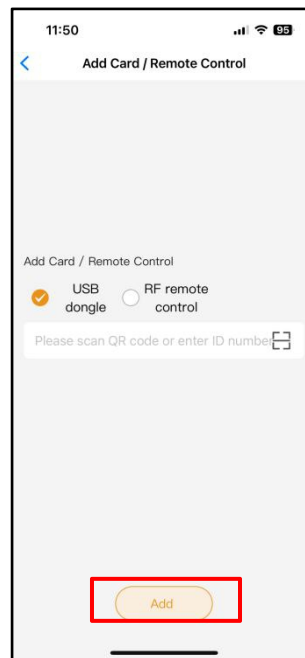 11:50
95
Add Card / Remote Control
Add Card / Remote Control
USB
dongle
RF remote
control
Please scan QR code or enter ID number
Add